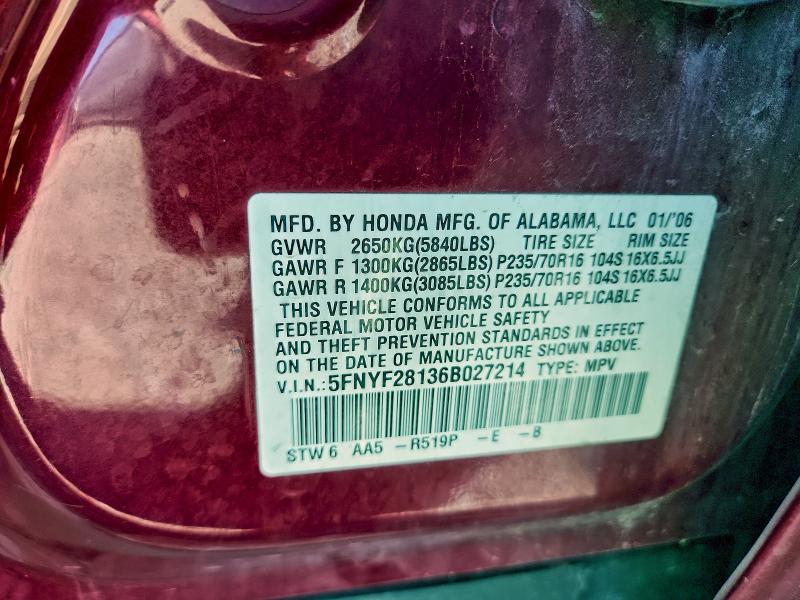 MFD. BY HONDA MFG. OF ALABAMA, LLC 01/'06
GVWR 2650KG(5840LBS) TIRE SIZE RIM SIZE
GAWR F 1300KG(2865LBS) P235/70R16 104S 16X6.5JJ
GAWR R 1400KG(3085LBS) P235/70R16 104S 16X6.5JJ
THIS VEHICLE CONFORMS TO ALL APPLICABLE
FEDERAL MOTOR VEHICLE SAFETY
AND THEFT PREVENTION STANDARDS IN EFFECT
ON THE DATE OF MANUFACTURE SHOWN ABOVE.
V.I.N.: 5FNYF28136B027214 TYPE: MPV
STW 6 AA5 -R519P -E -B